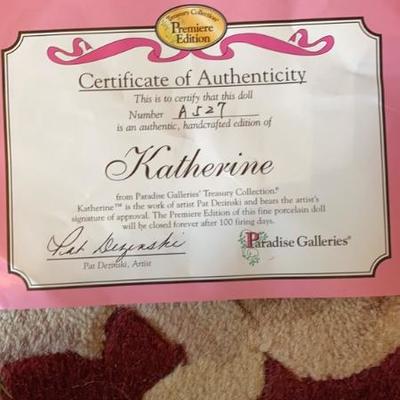 Treasury Collection®
Premiere
Edition
Certificate of Authenticity
This is to certify that this doll
Number A527
is an authentic, handcrafted edition of
Katherine
from Paradise Galleries' Treasury Collection.®
Katherine™ is the work of artist Pat Dezinski and bears the artist's
signature of approval. The Premiere Edition of this fine porcelain doll
will be closed forever after 100 firing days.
Pat Dezinski
Pat Dezinski, Artist
Paradise Galleries®